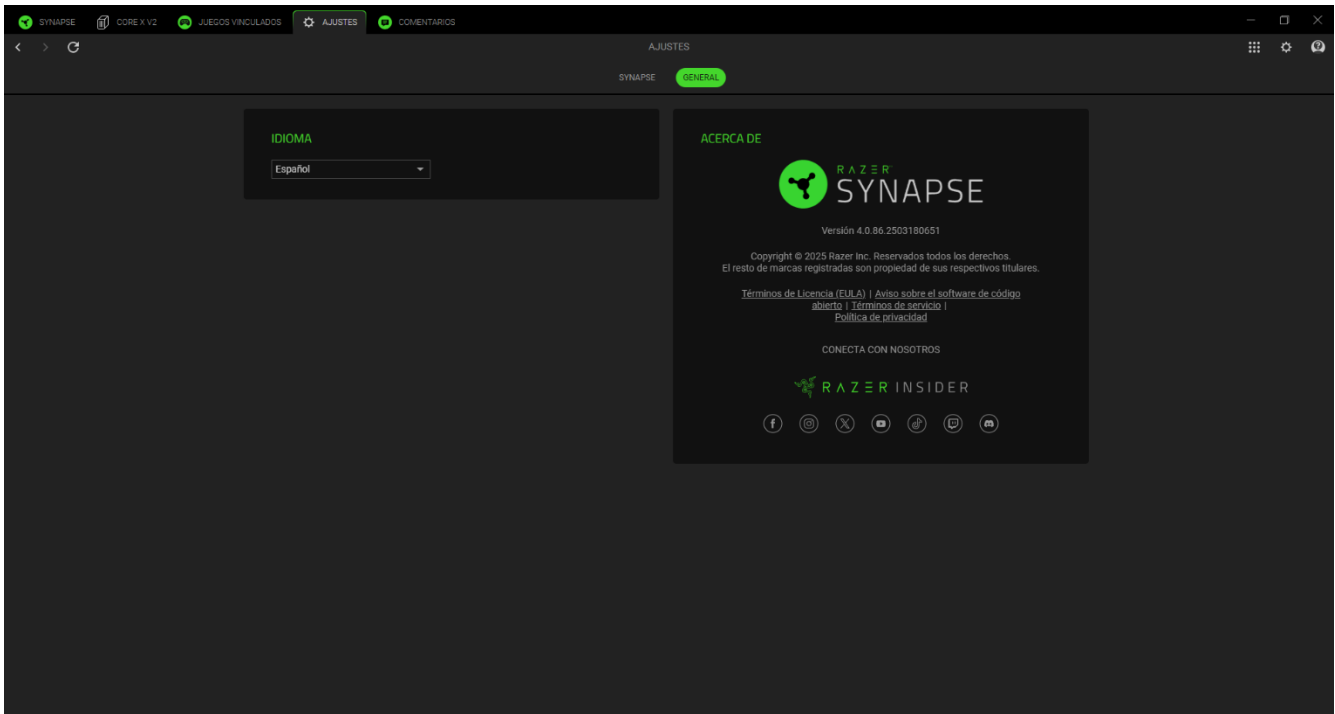 SYNAPSE CORE X V2 JUEGOS VINCULADOS AJUSTES COMENTARIOS
AJUSTES
SYNAPSE GENERAL
IDIOMA
Español
ACERCA DE
RAZER
SYNAPSE
Versión 4.0.86.2503180651
Copyright © 2025 Razer Inc. Reservados todos los derechos.
El resto de marcas registradas son propiedad de sus respectivos titulares.
Términos de Licencia (EULA) | Aviso sobre el software de código
abierto | Términos de servicio |
Política de privacidad
CONECTA CON NOSOTROS
RAZER INSIDER